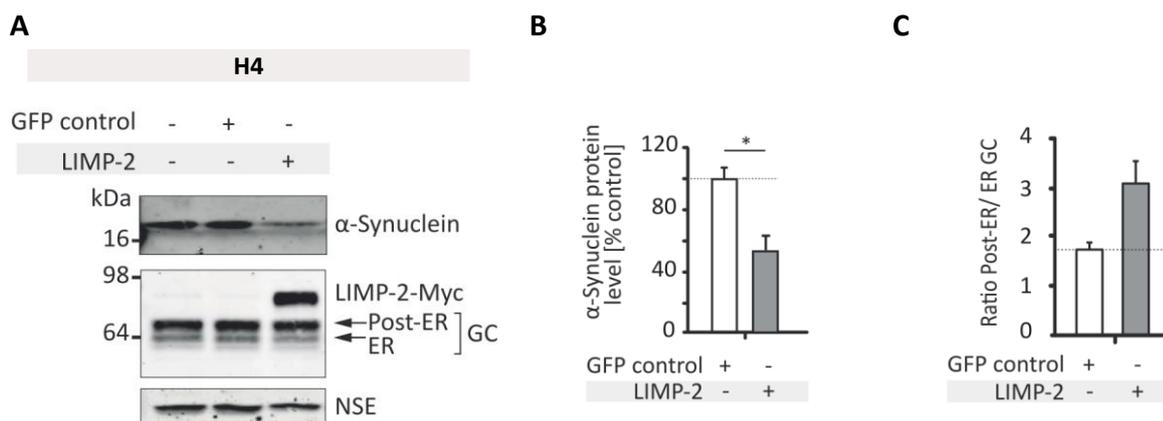 A
H4
GFP control - + -
LIMP-2 - - +
kDa
α-Synuclein
16
98
LIMP-2-Myc
Post-ER
64
ER
GC
NSE
B
α-Synuclein protein
level [% control]
120
80
40
0
*
GFP control + -
LIMP-2 - +
C
Ratio Post-ER/ ER GC
4
3
2
1
0
GFP control + -
LIMP-2 - +